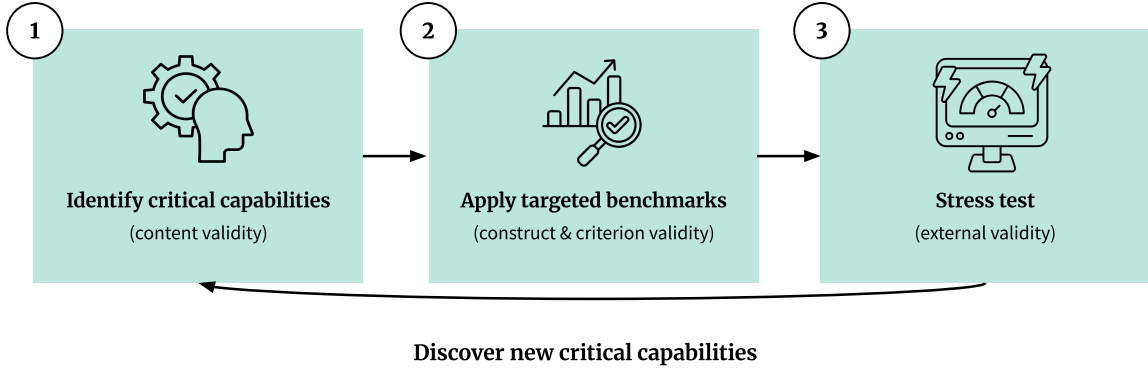 1
2
3
Identify critical capabilities
(content validity)
Apply targeted benchmarks
(construct & criterion validity)
Stress test
(external validity)
Discover new critical capabilities